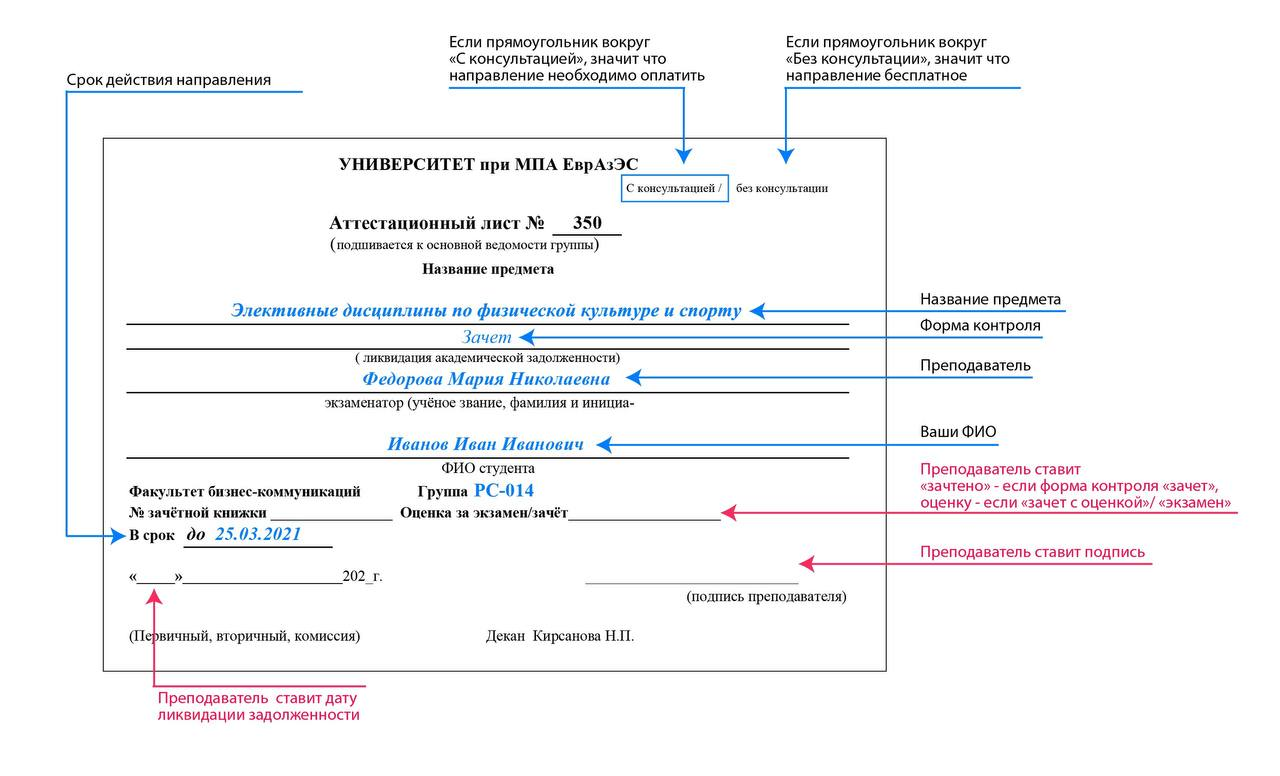 Если прямоугольник вокруг
«С консультацией», значит что
направление необходимо оплатить
Если прямоугольник вокруг
«Без консультации», значит что
направление бесплатное
Срок действия направления
УНИВЕРСИТЕТ при МПА ЕврАзЭС
С консультацией / без консультации
Аттестационный лист № 350
(подшивается к основной ведомости группы)
Название предмета
Элективные дисциплины по физической культуре и спорту
Название предмета
Зачет
Форма контроля
( ликвидация академической задолженности)
Федорова Мария Николаевна
Преподаватель
экзаменатор (учёное звание, фамилия и инициа-
Иванов Иван Иванович
Ваши ФИО
ФИО студента
Факультет бизнес-коммуникаций Группа РС-014
№ зачётной книжки ________ Оценка за экзамен/зачёт________
Преподаватель ставит
«зачтено» - если форма контроля «зачет»,
оценку - если «зачет с оценкой»/ «экзамен»
В срок до 25.03.2021
Преподаватель ставит подпись
«_____»____________________202_г.
(подпись преподавателя)
(Первичный, вторичный, комиссия) Декан Кирсанова Н.П.
Преподаватель ставит дату
ликвидации задолженности